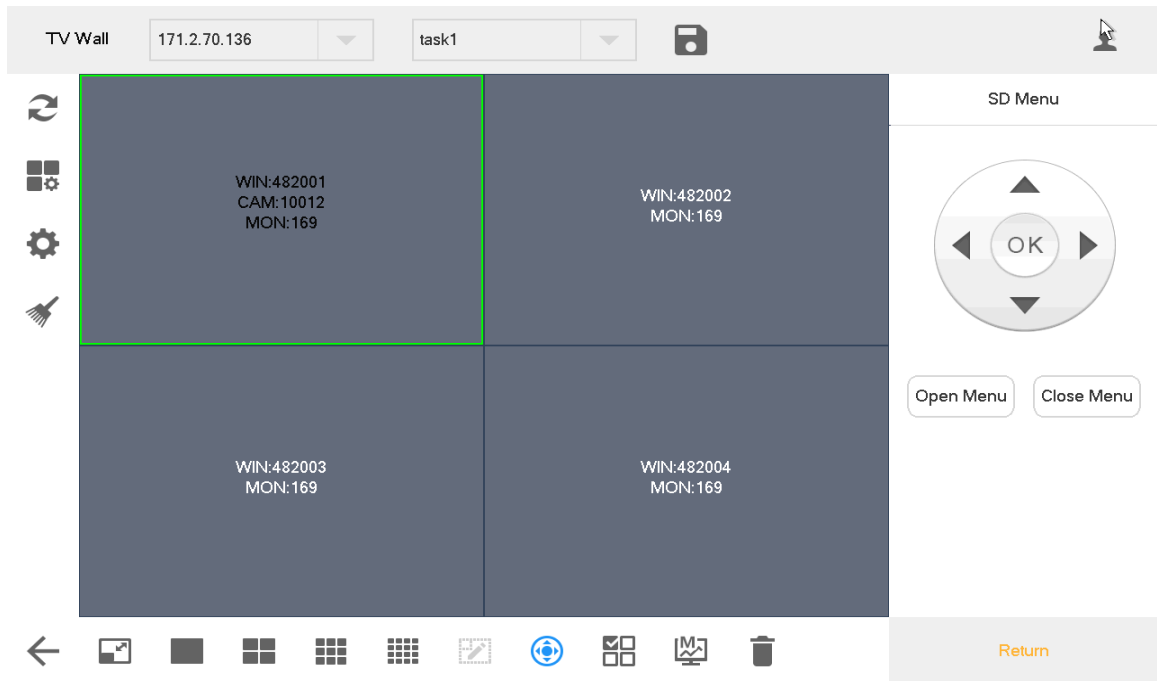 TV Wall
171.2.70.136
task1
SD Menu
WIN:482001
CAM:10012
MON:169
WIN:482002
MON:169
OK
Open Menu
Close Menu
WIN:482003
MON:169
WIN:482004
MON:169
M
Return